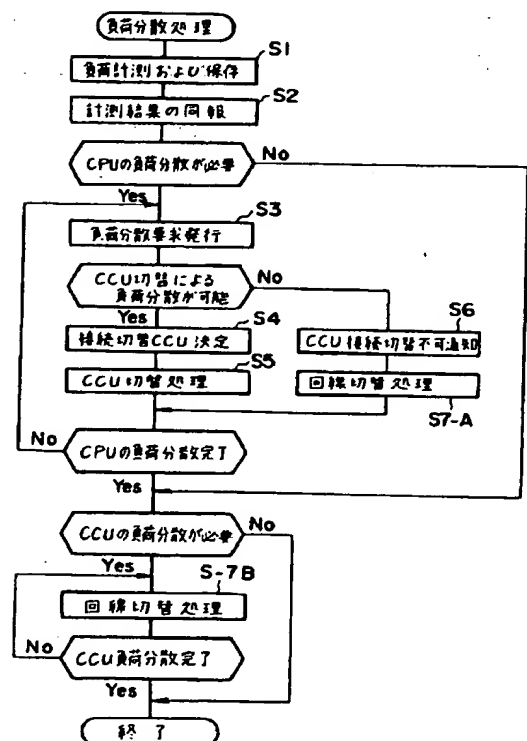 負荷分散処理
S1
負荷計測および保存
S2
計測結果の同報
CPUの負荷分散が必要
No
Yes
S3
負荷分散要求発行
CCU切替による
負荷分散が可能
No
Yes
S4
接続切替CCU決定
S6
CCU接続切替不可通知
S5
CCU切替処理
回線切替処理
S7-A
No
CPUの負荷分散完了
Yes
CCUの負荷分散が必要
No
Yes
S-7B
回線切替処理
No
CCU負荷分散完了
Yes
終了